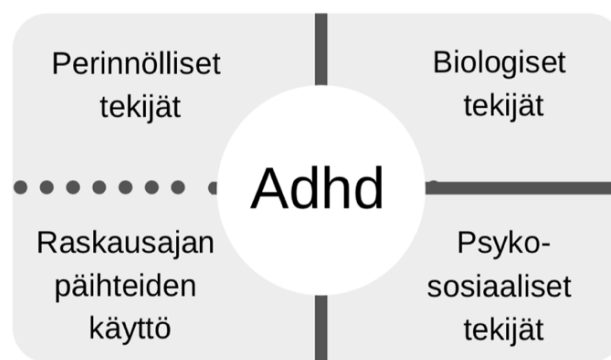 Perinnölliset
tekijät
Biologiset
tekijät
Adhd
Raskausajan
päihteiden
käyttö
Psyko-
sosiaaliset
tekijät